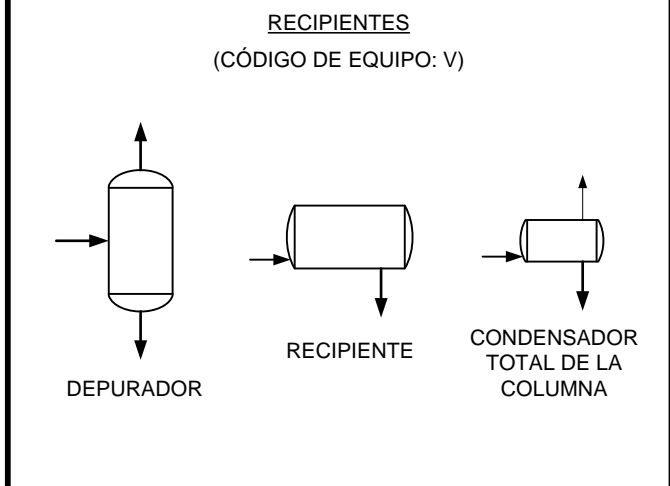 RECIPIENTES
(CÓDIGO DE EQUIPO: V)
DEPURADOR
RECIPIENTE
CONDENSADOR
TOTAL DE LA
COLUMNA